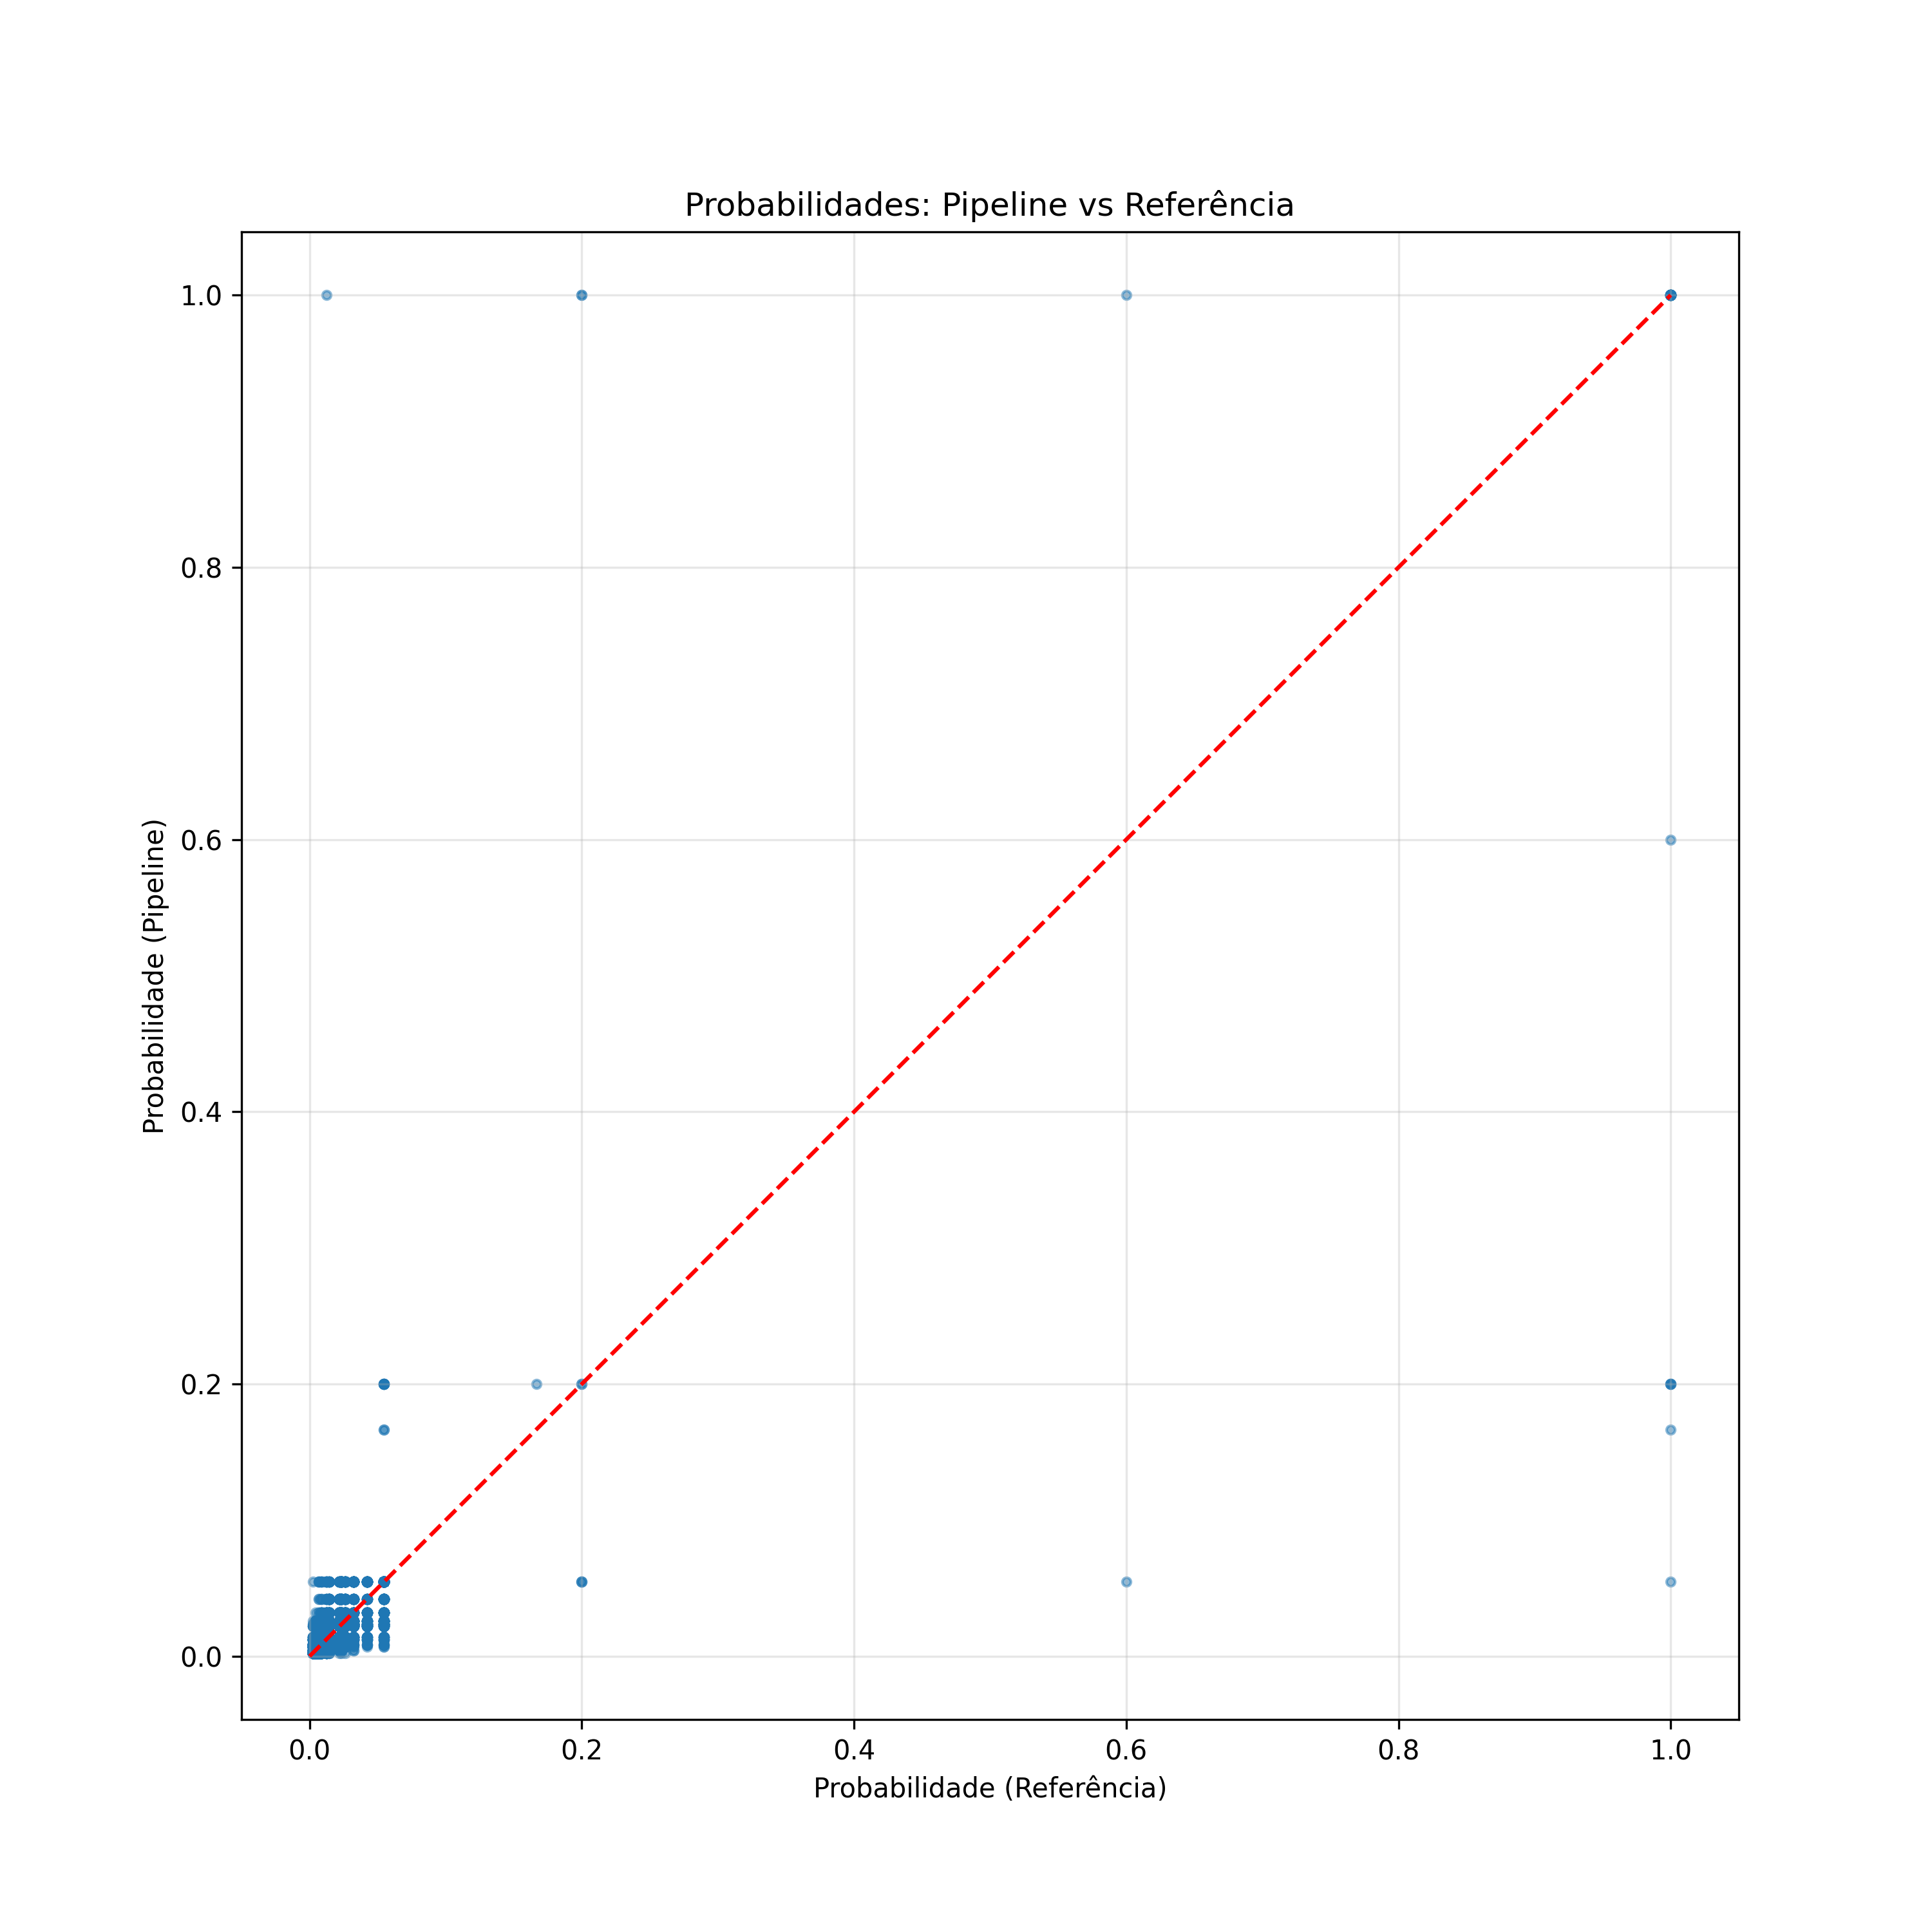 Probabilidades: Pipeline vs Referência
1.0
0.8
0.6
0.4
0.2
0.0
Probabilidade (Pipeline)
0.0 0.2 0.4 0.6 0.8 1.0
Probabilidade (Referência)